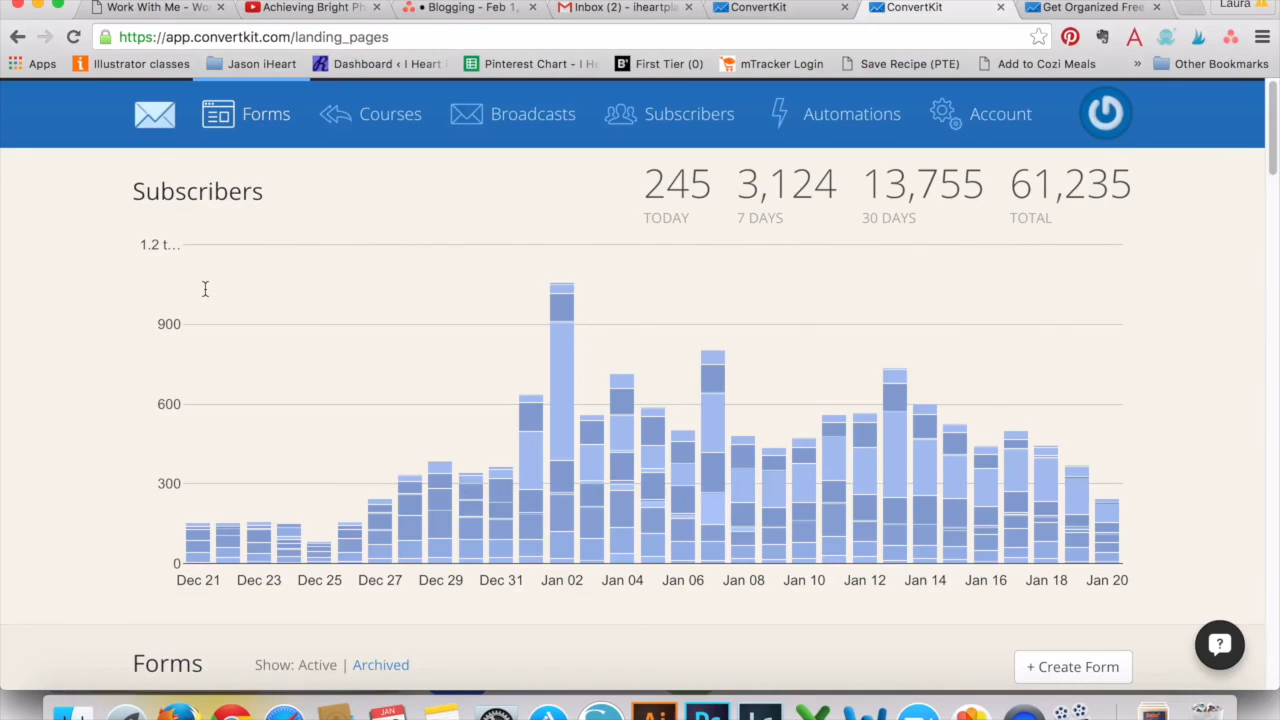 Laura
Work With Me - Wo
Achieving Bright Ph
• Blogging - Feb 1,
Inbox (2) - iheartpla
ConvertKit
ConvertKit
Get Organized Free
https://app.convertkit.com/landing_pages
Apps
Illustrator classes
Jason iHeart
Dashboard ‹ I Heart
Pinterest Chart - I He
First Tier (0)
mTracker Login
Save Recipe (PTE)
Add to Cozi Meals
»
Other Bookmarks
Forms
Courses
Broadcasts
Subscribers
Automations
Account
Subscribers
245 3,124 13,755 61,235
TODAY 7 DAYS 30 DAYS TOTAL
1.2 t…
900
600
300
0
Dec 21 Dec 23 Dec 25 Dec 27 Dec 29 Dec 31 Jan 02 Jan 04 Jan 06 Jan 08 Jan 10 Jan 12 Jan 14 Jan 16 Jan 18 Jan 20
Forms
Show: Active | Archived
+ Create Form
JAN
Ai
Ps